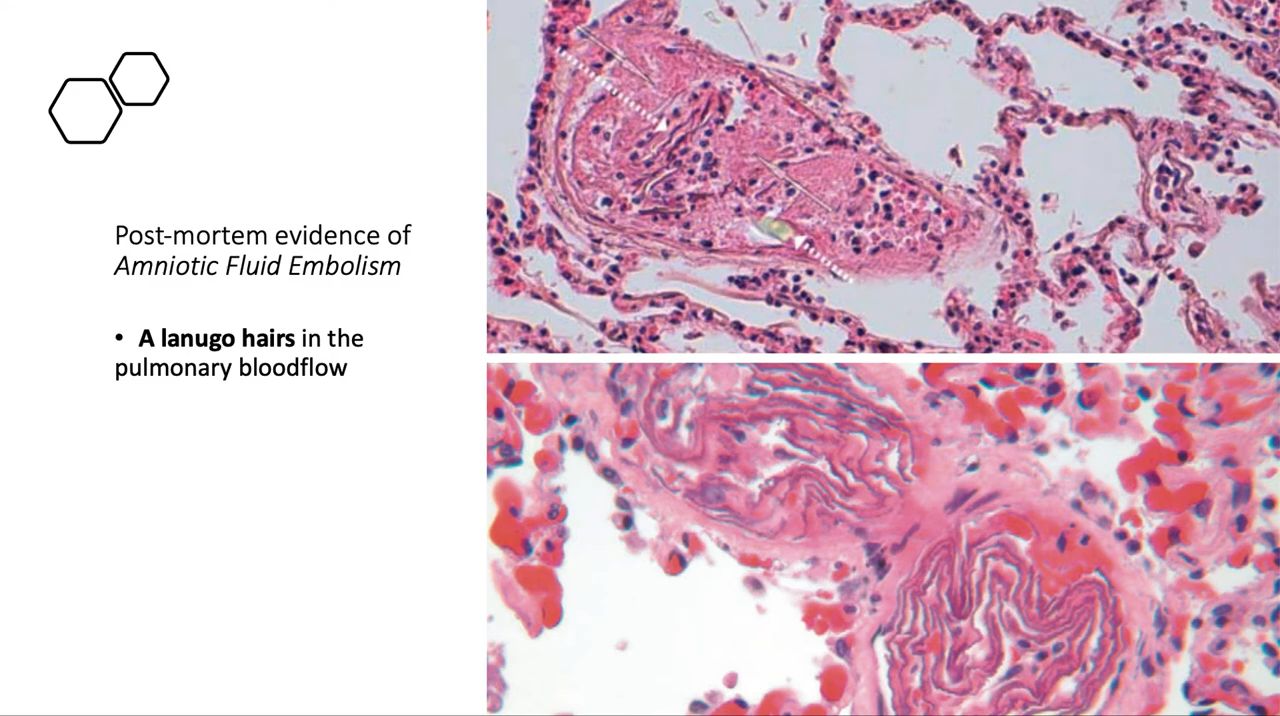 Post-mortem evidence of
Amniotic Fluid Embolism
• A lanugo hairs in the
pulmonary bloodflow